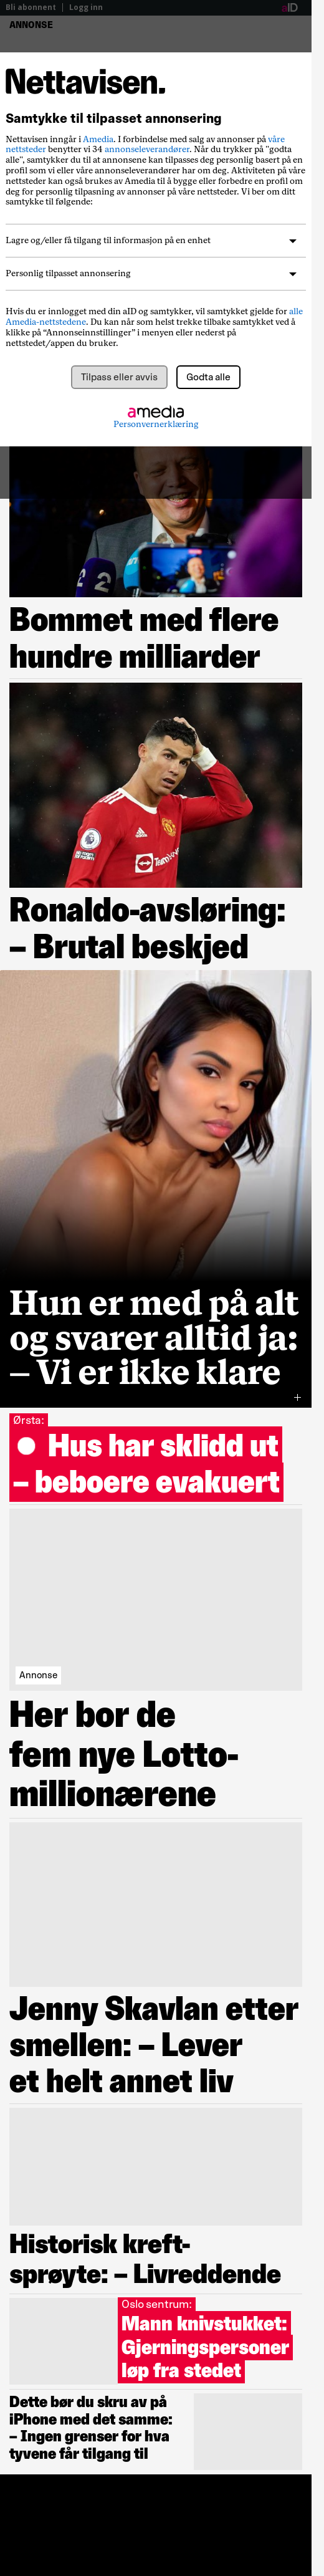 Bli abonnent | Logg inn
aID
ANNONSE
Nettavisen.
Samtykke til tilpasset annonsering
Nettavisen inngår i Amedia. I forbindelse med salg av annonser på våre
nettsteder benytter vi 34 annonseleverandører. Når du trykker på "godta
alle", samtykker du til at annonsene kan tilpasses deg personlig basert på en
profil som vi eller våre annonseleverandører har om deg. Aktiviteten på våre
nettsteder kan også brukes av Amedia til å bygge eller forbedre en profil om
deg for personlig tilpasning av annonser på våre nettsteder. Vi ber om ditt
samtykke til følgende:
Lagre og/eller få tilgang til informasjon på en enhet
Personlig tilpasset annonsering
Hvis du er innlogget med din aID og samtykker, vil samtykket gjelde for alle
Amedia-nettstedene. Du kan når som helst trekke tilbake samtykket ved å
klikke på “Annonseinnstillinger” i menyen eller nederst på
nettstedet/appen du bruker.
Tilpass eller avvis
Godta alle
amedia
Personvernerklæring
2
Bommet med flere
hundre milliarder
Ronaldo-avsløring:
– Brutal beskjed
Hun er med på alt
og svarer alltid ja:
– Vi er ikke klare
Ørsta:
Hus har sklidd ut
– beboere evakuert
Annonse
Her bor de
fem nye Lotto-
millionærene
Jenny Skavlan etter
smellen: – Lever
et helt annet liv
Historisk kreft-
sprøyte: – Livreddende
Oslo sentrum:
Mann knivstukket:
Gjerningspersoner
løp fra stedet
Dette bør du skru av på
iPhone med det samme:
– Ingen grenser for hva
tyvene får tilgang til